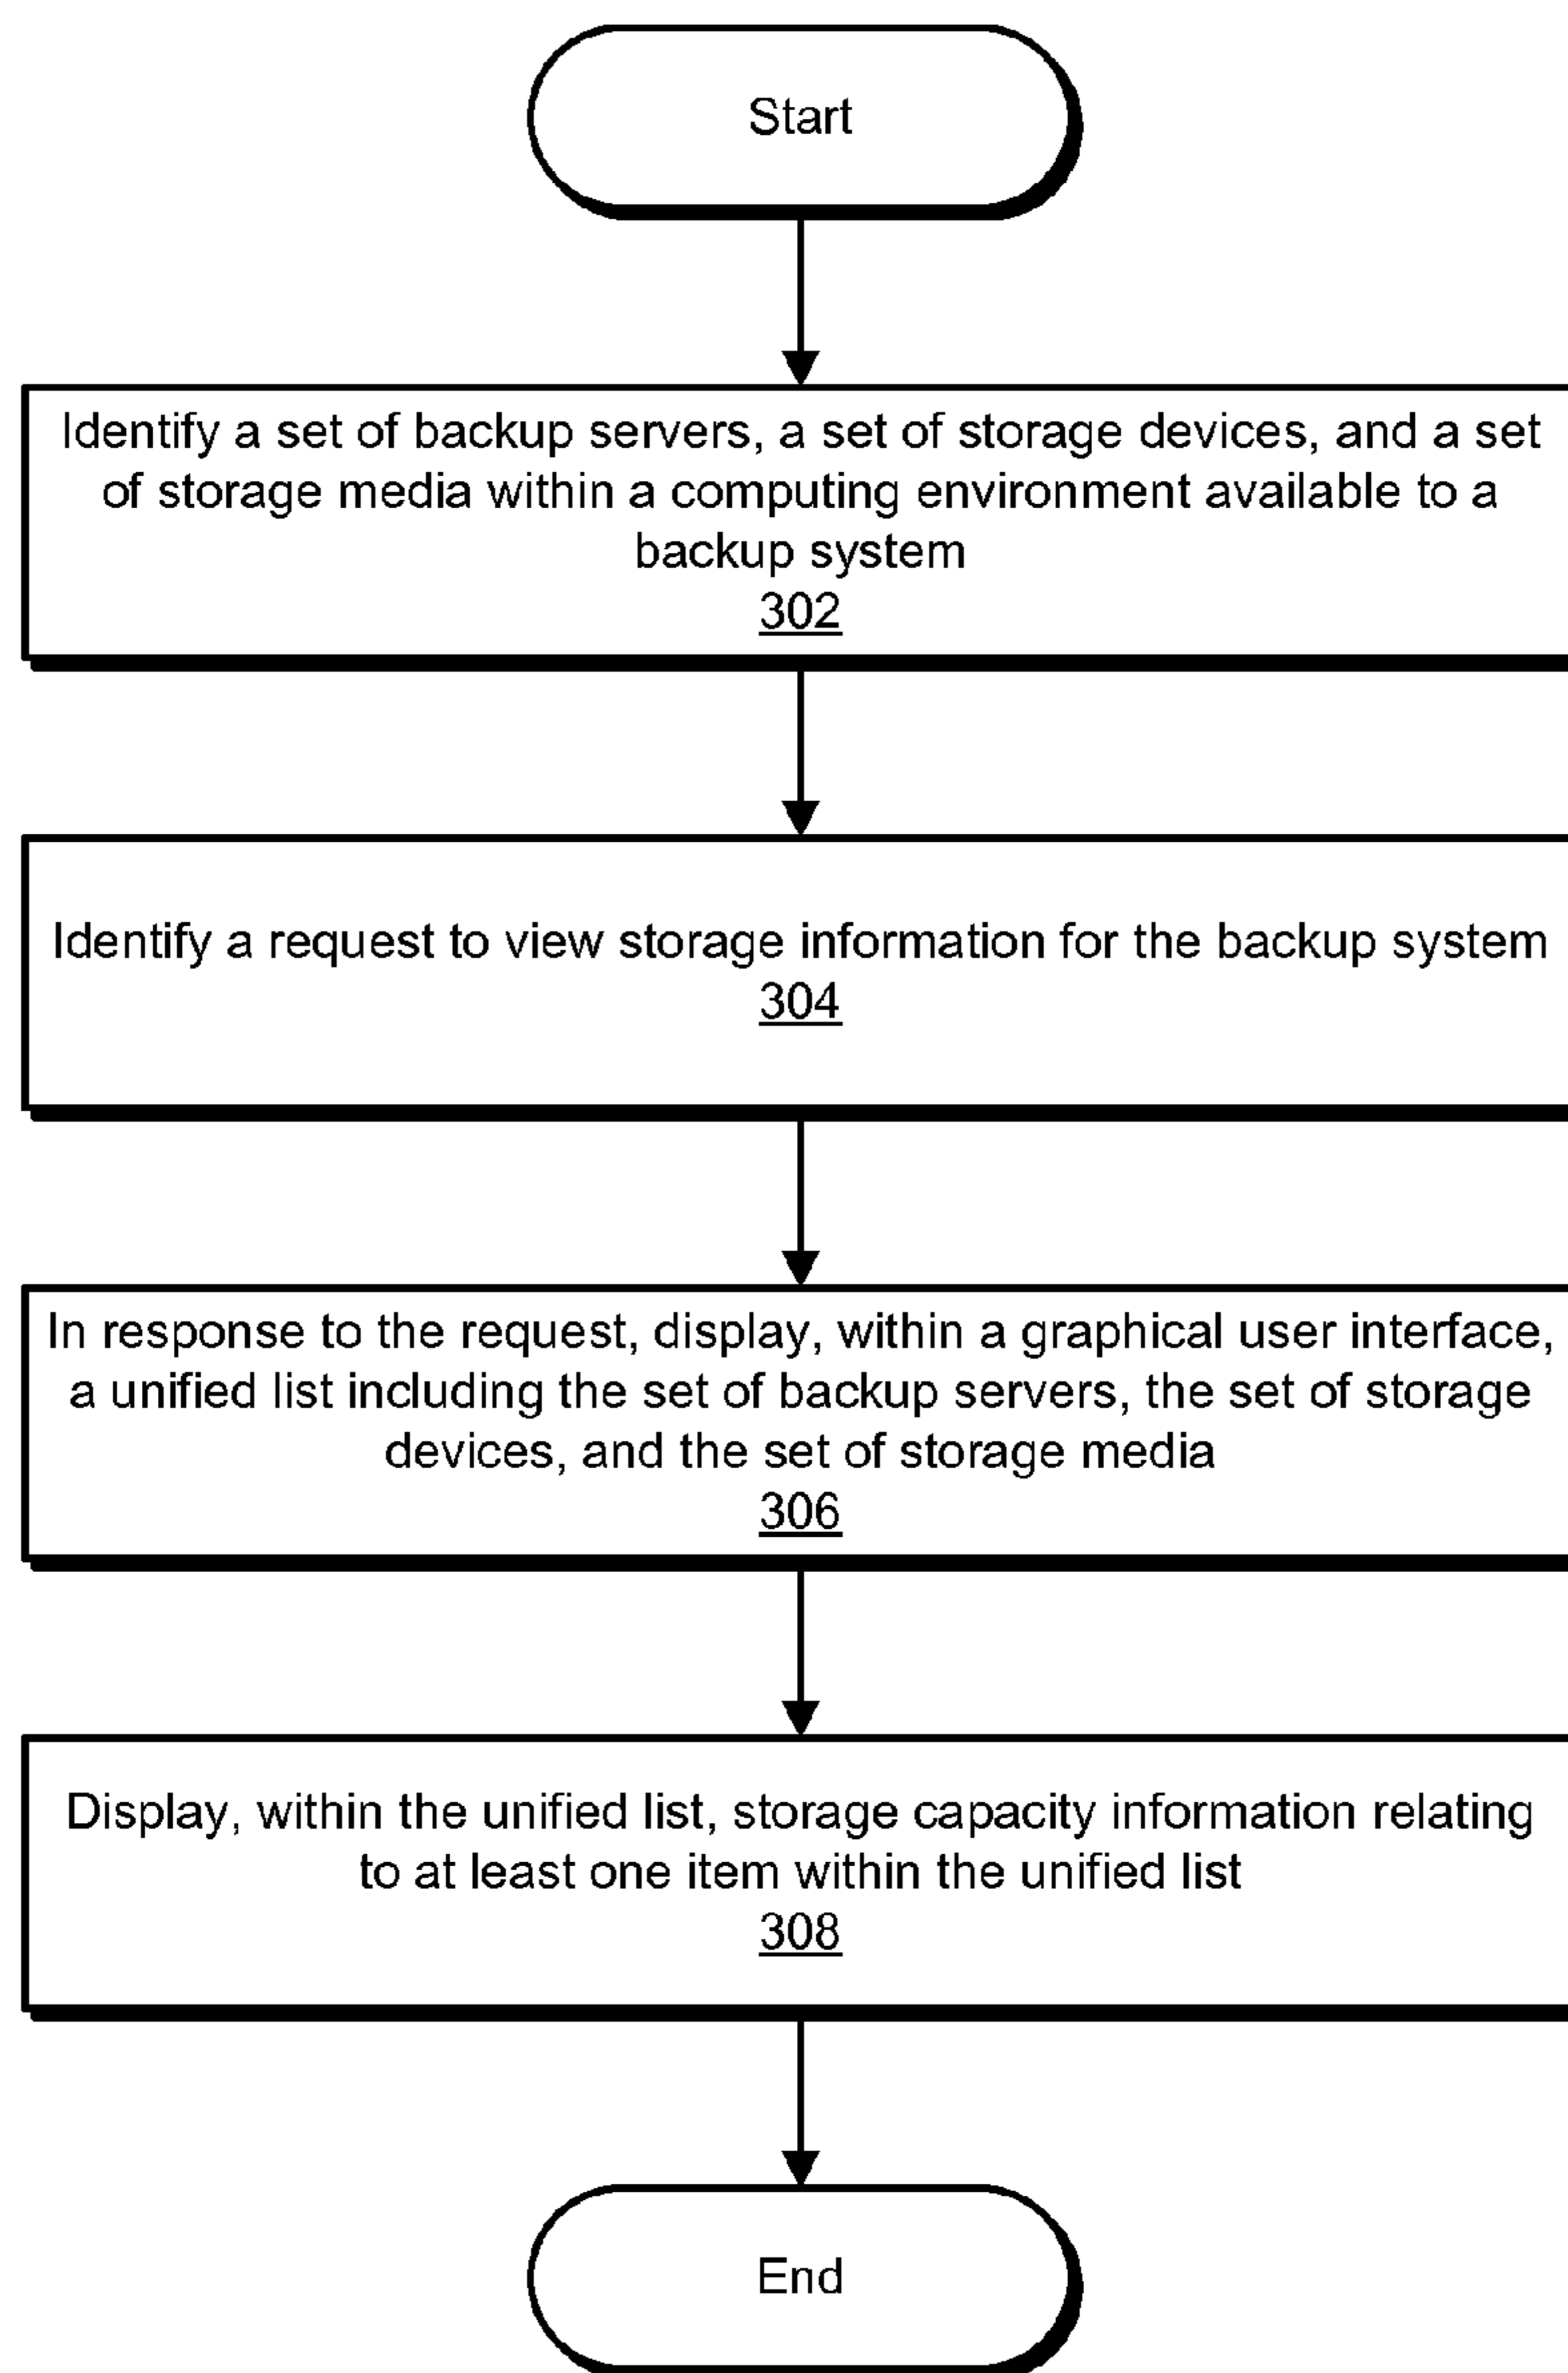 Start
Identify a set of backup servers, a set of storage devices, and a set
of storage media within a computing environment available to a
backup system
302
Identify a request to view storage information for the backup system
304
In response to the request, display, within a graphical user interface,
a unified list including the set of backup servers, the set of storage
devices, and the set of storage media
306
Display, within the unified list, storage capacity information relating
to at least one item within the unified list
308
End